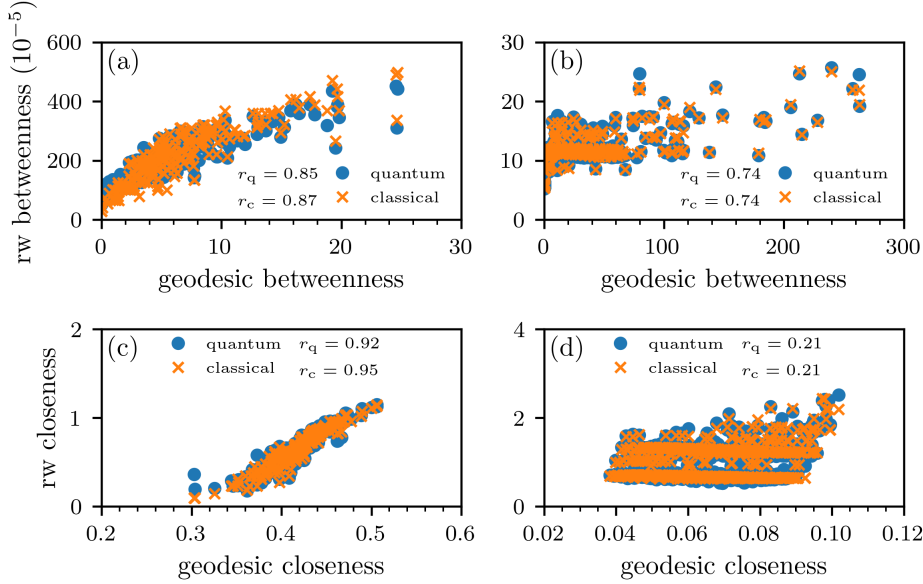 rw betweenness (10⁻⁵)
600
400
200
0
(a)
r_q = 0.85 quantum
r_c = 0.87 classical
0 10 20 30
geodesic betweenness
30
20
10
0
(b)
r_q = 0.74 quantum
r_c = 0.74 classical
0 100 200 300
geodesic betweenness
rw closeness
2
1
0
(c)
quantum r_q = 0.92
classical r_c = 0.95
0.2 0.3 0.4 0.5 0.6
geodesic closeness
4
2
0
(d)
quantum r_q = 0.21
classical r_c = 0.21
0.02 0.04 0.06 0.08 0.10 0.12
geodesic closeness